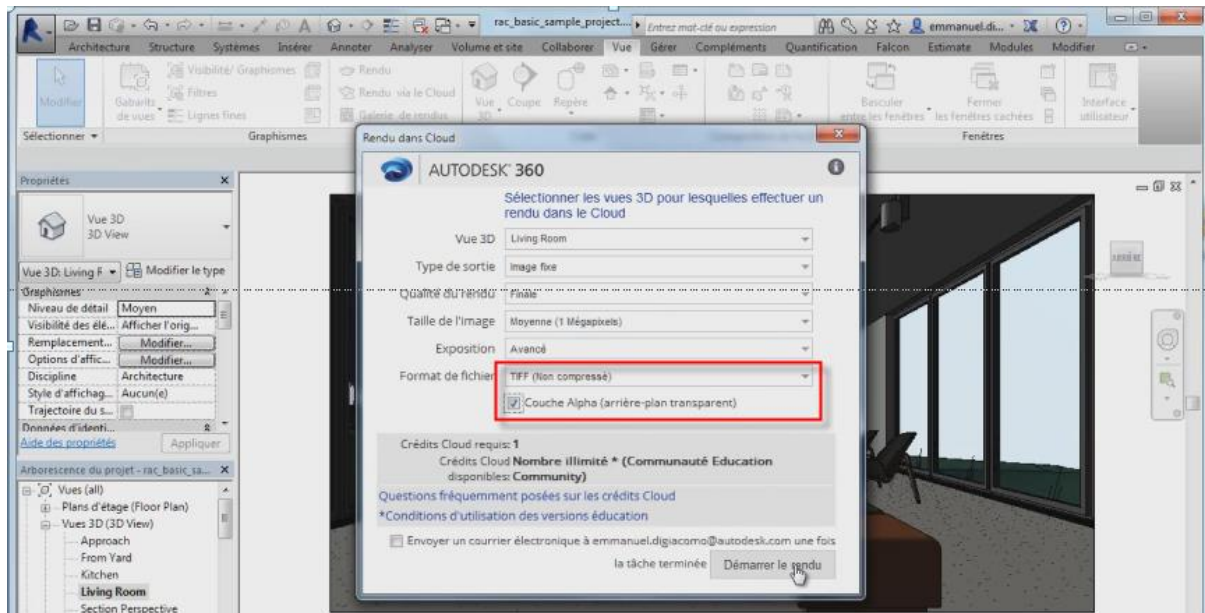 rac_basic_sample_project.... Entrez mot-clé ou expression emmanuel.di...
Architecture Structure Systèmes Insérer Annoter Analyser Volume et site Collaborer Vue Gérer Compléments Quantification Falcon Estimate Modules Modifier
Modifier
Gabarits de vues
Visibilité/ Graphismes
Filtres
Lignes fines
Rendu
Rendu via le Cloud
Galerie de rendus
Vue 3D
Coupe
Repère
Basculer entre les fenêtres
Fermer les fenêtres cachées
Interface utilisateur
Sélectionner
Graphismes
Fenêtres
Propriétés
Vue 3D
3D View
Vue 3D: Living F
Modifier le type
Graphismes
Niveau de détail Moyen
Visibilité des élé... Afficher l'orig...
Remplacement... Modifier...
Options d'affic... Modifier...
Discipline Architecture
Style d'affichag... Aucun(e)
Trajectoire du s...
Données d'identi...
Aide des propriétés Appliquer
Arborescence du projet - rac_basic_sa...
Vues (all)
Plans d'étage (Floor Plan)
Vues 3D (3D View)
Approach
From Yard
Kitchen
Living Room
Section Perspective
Rendu dans Cloud
AUTODESK® 360
Sélectionner les vues 3D pour lesquelles effectuer un
rendu dans le Cloud
Vue 3D Living Room
Type de sortie Image fixe
Qualité du rendu Finale
Taille de l'image Moyenne (1 Mégapixels)
Exposition Avancé
Format de fichier TIFF (Non compressé)
Couche Alpha (arrière-plan transparent)
Crédits Cloud requis: 1
Crédits Cloud Nombre illimité * (Communauté Education
disponibles: Community)
Questions fréquemment posées sur les crédits Cloud
*Conditions d'utilisation des versions éducation
Envoyer un courrier électronique à emmanuel.digiacomo@autodesk.com une fois
la tâche terminée Démarrer le rendu
ARRIÈRE